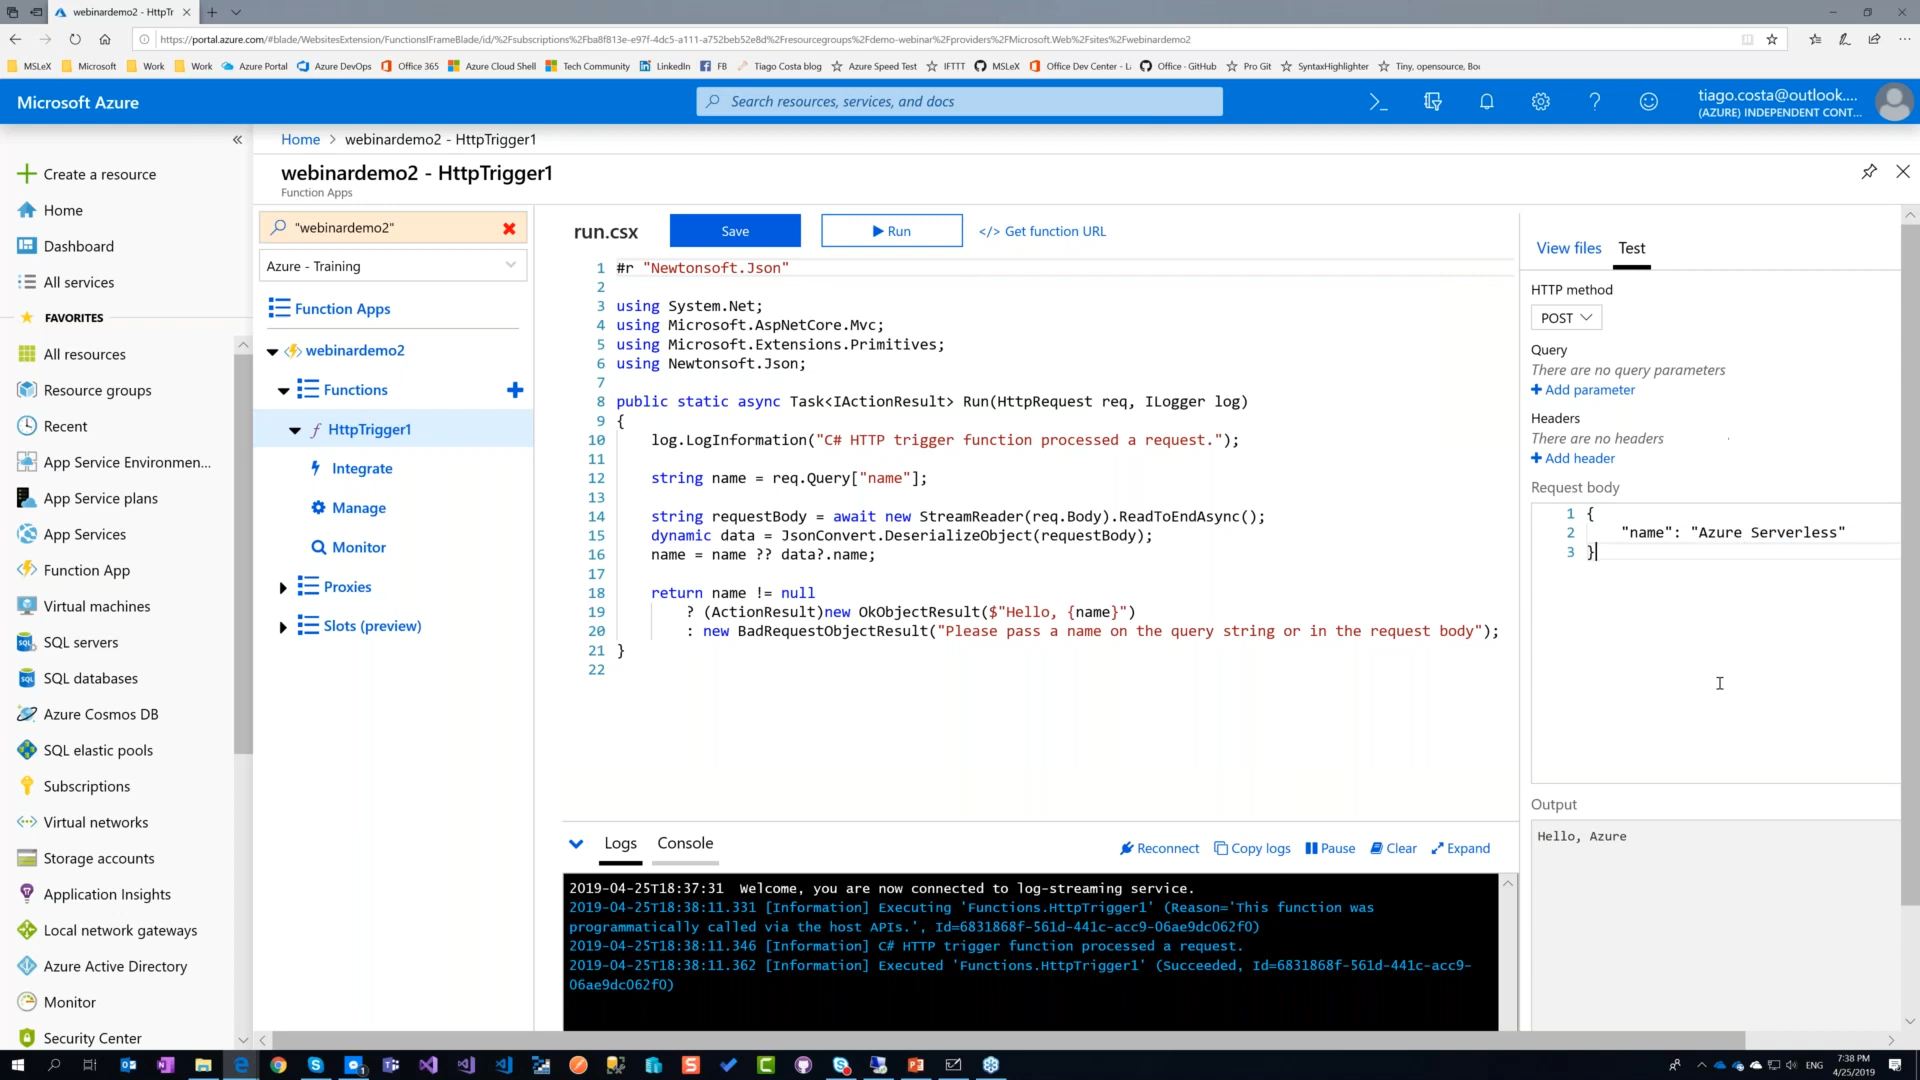 webinardemo2 - HttpTr
https://portal.azure.com/#blade/WebsitesExtension/FunctionsIFrameBlade/id/%2Fsubscriptions%2Fba8f813e-e97f-4dc5-a111-a752beb52e8d%2Fresourcegroups%2Fdemo-webinar%2Fproviders%2FMicrosoft.Web%2Fsites%2Fwebinardemo2
MSLeX Microsoft Work Work Azure Portal Azure DevOps Office 365 Azure Cloud Shell Tech Community LinkedIn FB Tiago Costa blog Azure Speed Test IFTTT MSLeX Office Dev Center - L Office · GitHub Pro Git SyntaxHighlighter Tiny, opensource, Bo
Microsoft Azure
Search resources, services, and docs
tiago.costa@outlook....
(AZURE) INDEPENDENT CONT...
Create a resource
Home
Dashboard
All services
FAVORITES
All resources
Resource groups
Recent
App Service Environmen...
App Service plans
App Services
Function App
Virtual machines
SQL servers
SQL databases
Azure Cosmos DB
SQL elastic pools
Subscriptions
Virtual networks
Storage accounts
Application Insights
Local network gateways
Azure Active Directory
Monitor
Security Center
Home > webinardemo2 - HttpTrigger1
webinardemo2 - HttpTrigger1
Function Apps
"webinardemo2"
Azure - Training
Function Apps
webinardemo2
Functions
HttpTrigger1
Integrate
Manage
Monitor
Proxies
Slots (preview)
run.csx Save Run </> Get function URL
1 #r "Newtonsoft.Json"
2
3 using System.Net;
4 using Microsoft.AspNetCore.Mvc;
5 using Microsoft.Extensions.Primitives;
6 using Newtonsoft.Json;
7
8 public static async Task<IActionResult> Run(HttpRequest req, ILogger log)
9 {
10 log.LogInformation("C# HTTP trigger function processed a request.");
11
12 string name = req.Query["name"];
13
14 string requestBody = await new StreamReader(req.Body).ReadToEndAsync();
15 dynamic data = JsonConvert.DeserializeObject(requestBody);
16 name = name ?? data?.name;
17
18 return name != null
19 ? (ActionResult)new OkObjectResult($"Hello, {name}")
20 : new BadRequestObjectResult("Please pass a name on the query string or in the request body");
21 }
22
Logs Console
Reconnect Copy logs Pause Clear Expand
2019-04-25T18:37:31 Welcome, you are now connected to log-streaming service.
2019-04-25T18:38:11.331 [Information] Executing 'Functions.HttpTrigger1' (Reason='This function was
programmatically called via the host APIs.', Id=6831868f-561d-441c-acc9-06ae9dc062f0)
2019-04-25T18:38:11.346 [Information] C# HTTP trigger function processed a request.
2019-04-25T18:38:11.362 [Information] Executed 'Functions.HttpTrigger1' (Succeeded, Id=6831868f-561d-441c-acc9-
06ae9dc062f0)
View files Test
HTTP method
POST
Query
There are no query parameters
Add parameter
Headers
There are no headers
Add header
Request body
1 {
2 "name": "Azure Serverless"
3 }
Output
Hello, Azure
ENG
7:38 PM
4/25/2019